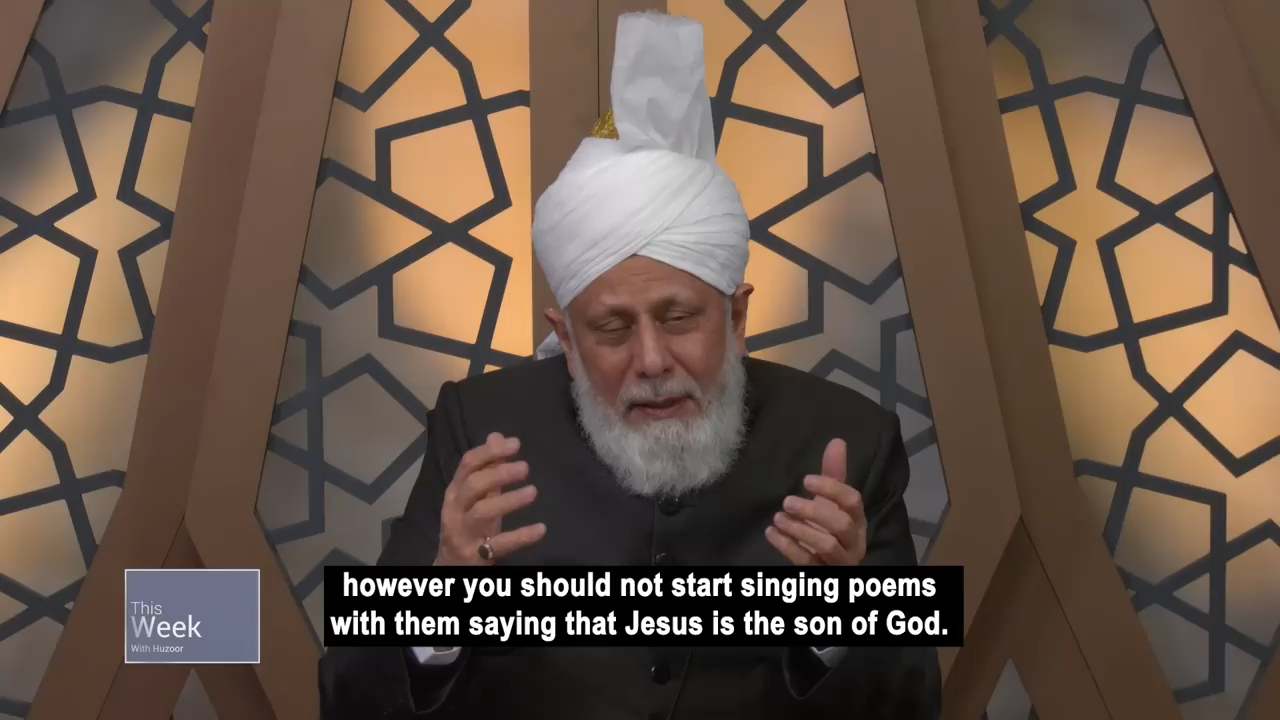 This
Week
With Huzoor
however you should not start singing poems
with them saying that Jesus is the son of God.